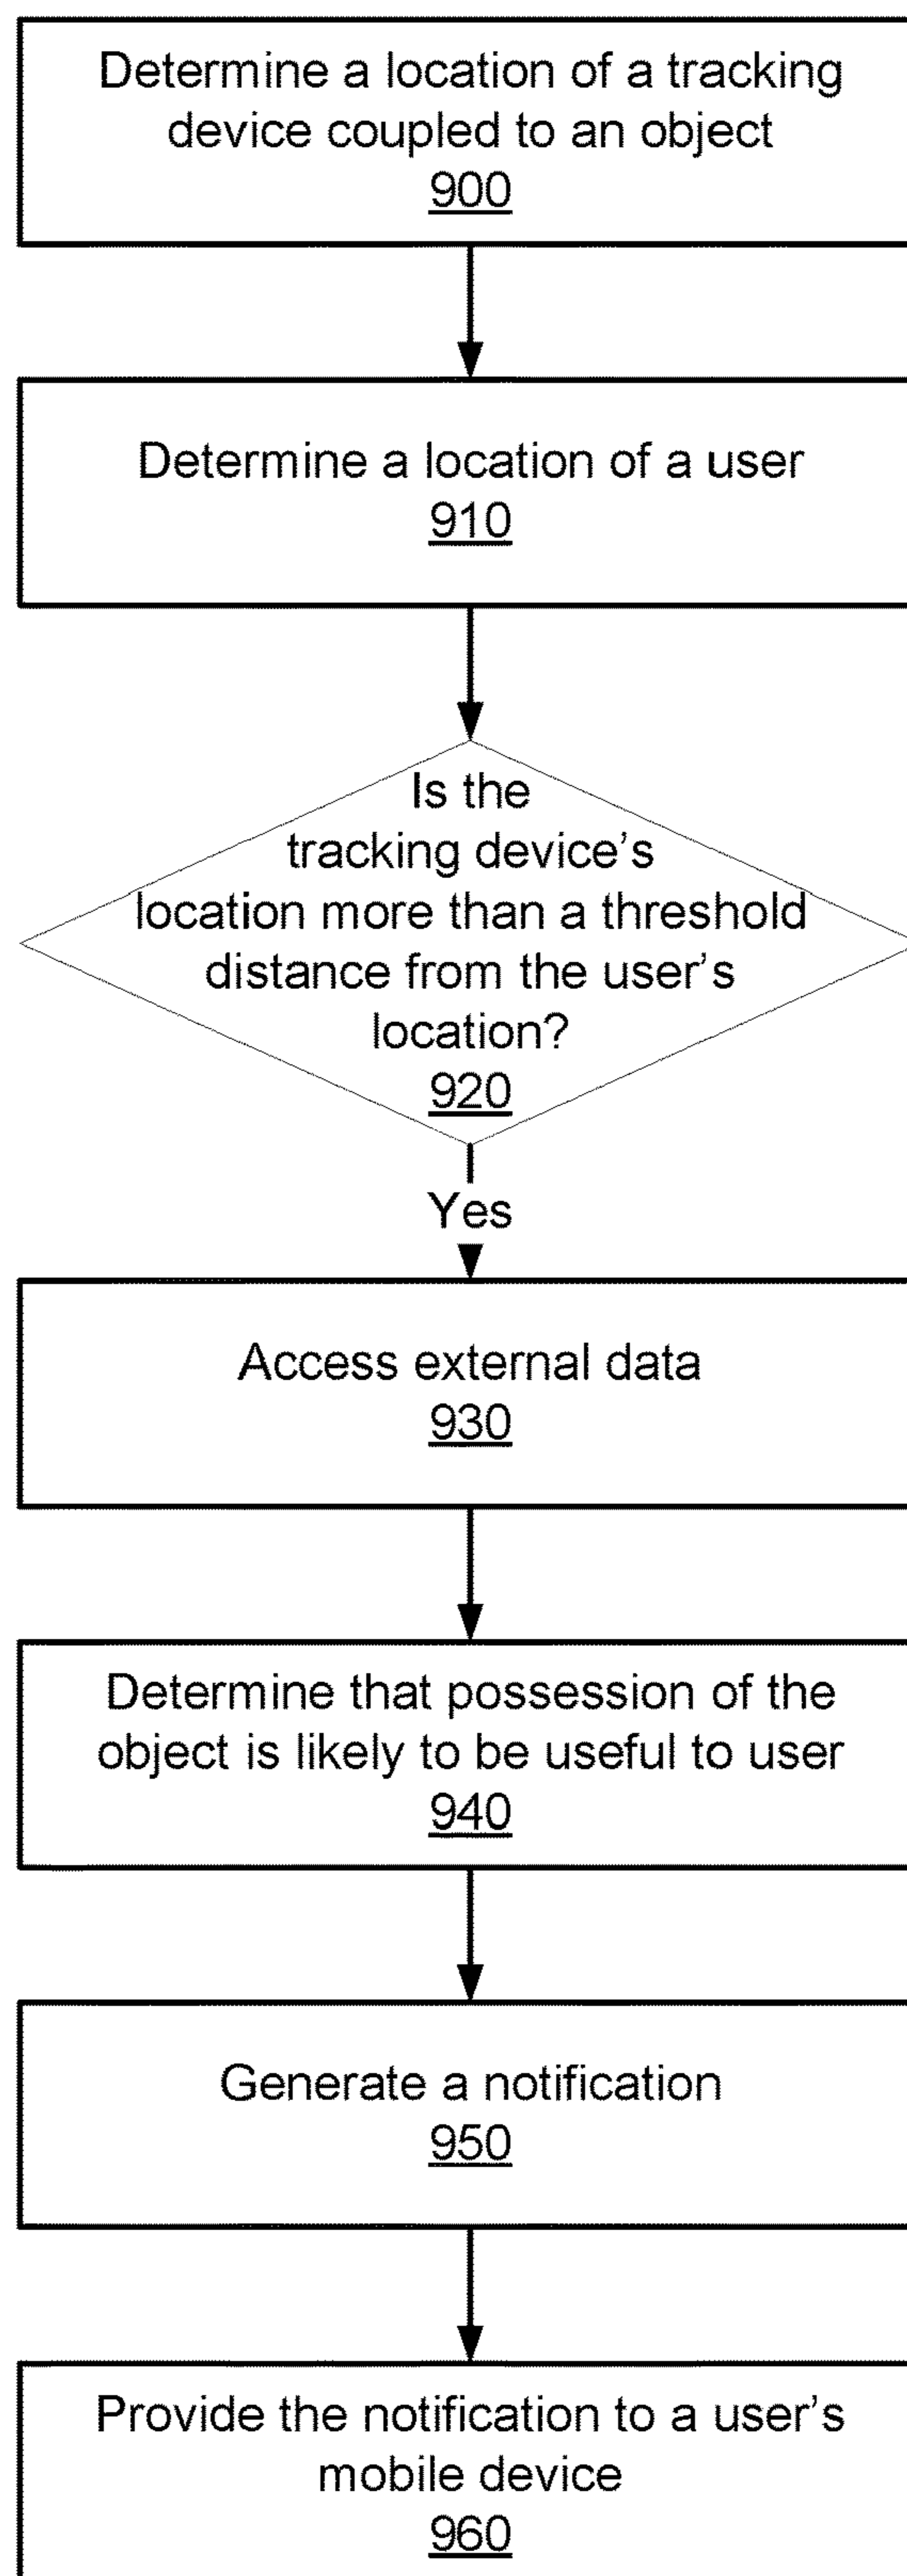 Determine a location of a tracking
device coupled to an object
900
Determine a location of a user
910
Is the
tracking device's
location more than a threshold
distance from the user's
location?
920
Yes
Access external data
930
Determine that possession of the
object is likely to be useful to user
940
Generate a notification
950
Provide the notification to a user's
mobile device
960